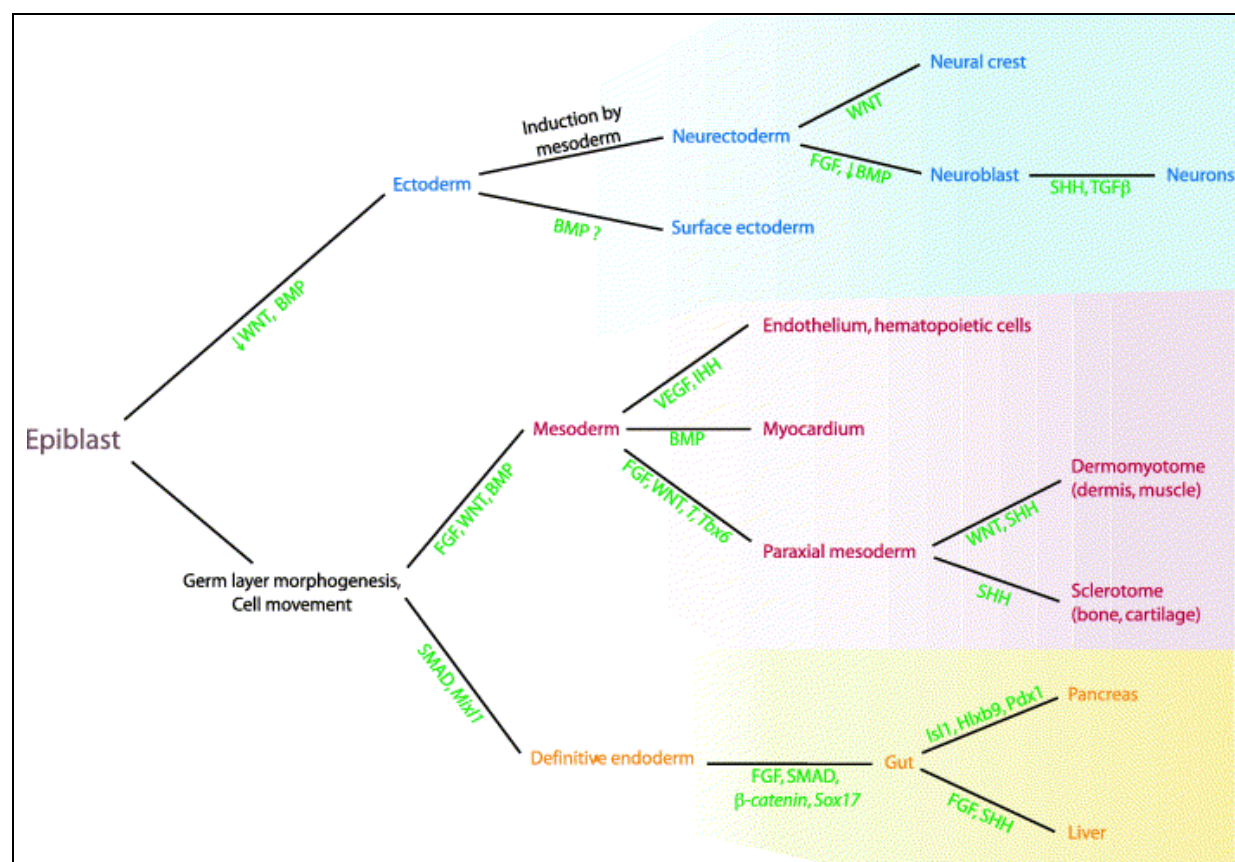 Neural crest
WNT
Induction by
mesoderm
Neurectoderm
FGF, ↓BMP
Neuroblast
SHH, TGFβ
Neurons
Ectoderm
BMP ?
Surface ectoderm
↓WNT, BMP
Endothelium, hematopoietic cells
VEGF, IHH
Epiblast
Mesoderm
BMP
Myocardium
FGF, WNT, BMP
FGF, WNT, T, Tbx6
Dermomyotome
(dermis, muscle)
WNT, SHH
Paraxial mesoderm
SHH
Sclerotome
(bone, cartilage)
Germ layer morphogenesis,
Cell movement
SMAD, Mixl1
Definitive endoderm
FGF, SMAD,
β-catenin, Sox17
Gut
Isl1, Hlxb9, Pdx1
Pancreas
FGF, SHH
Liver